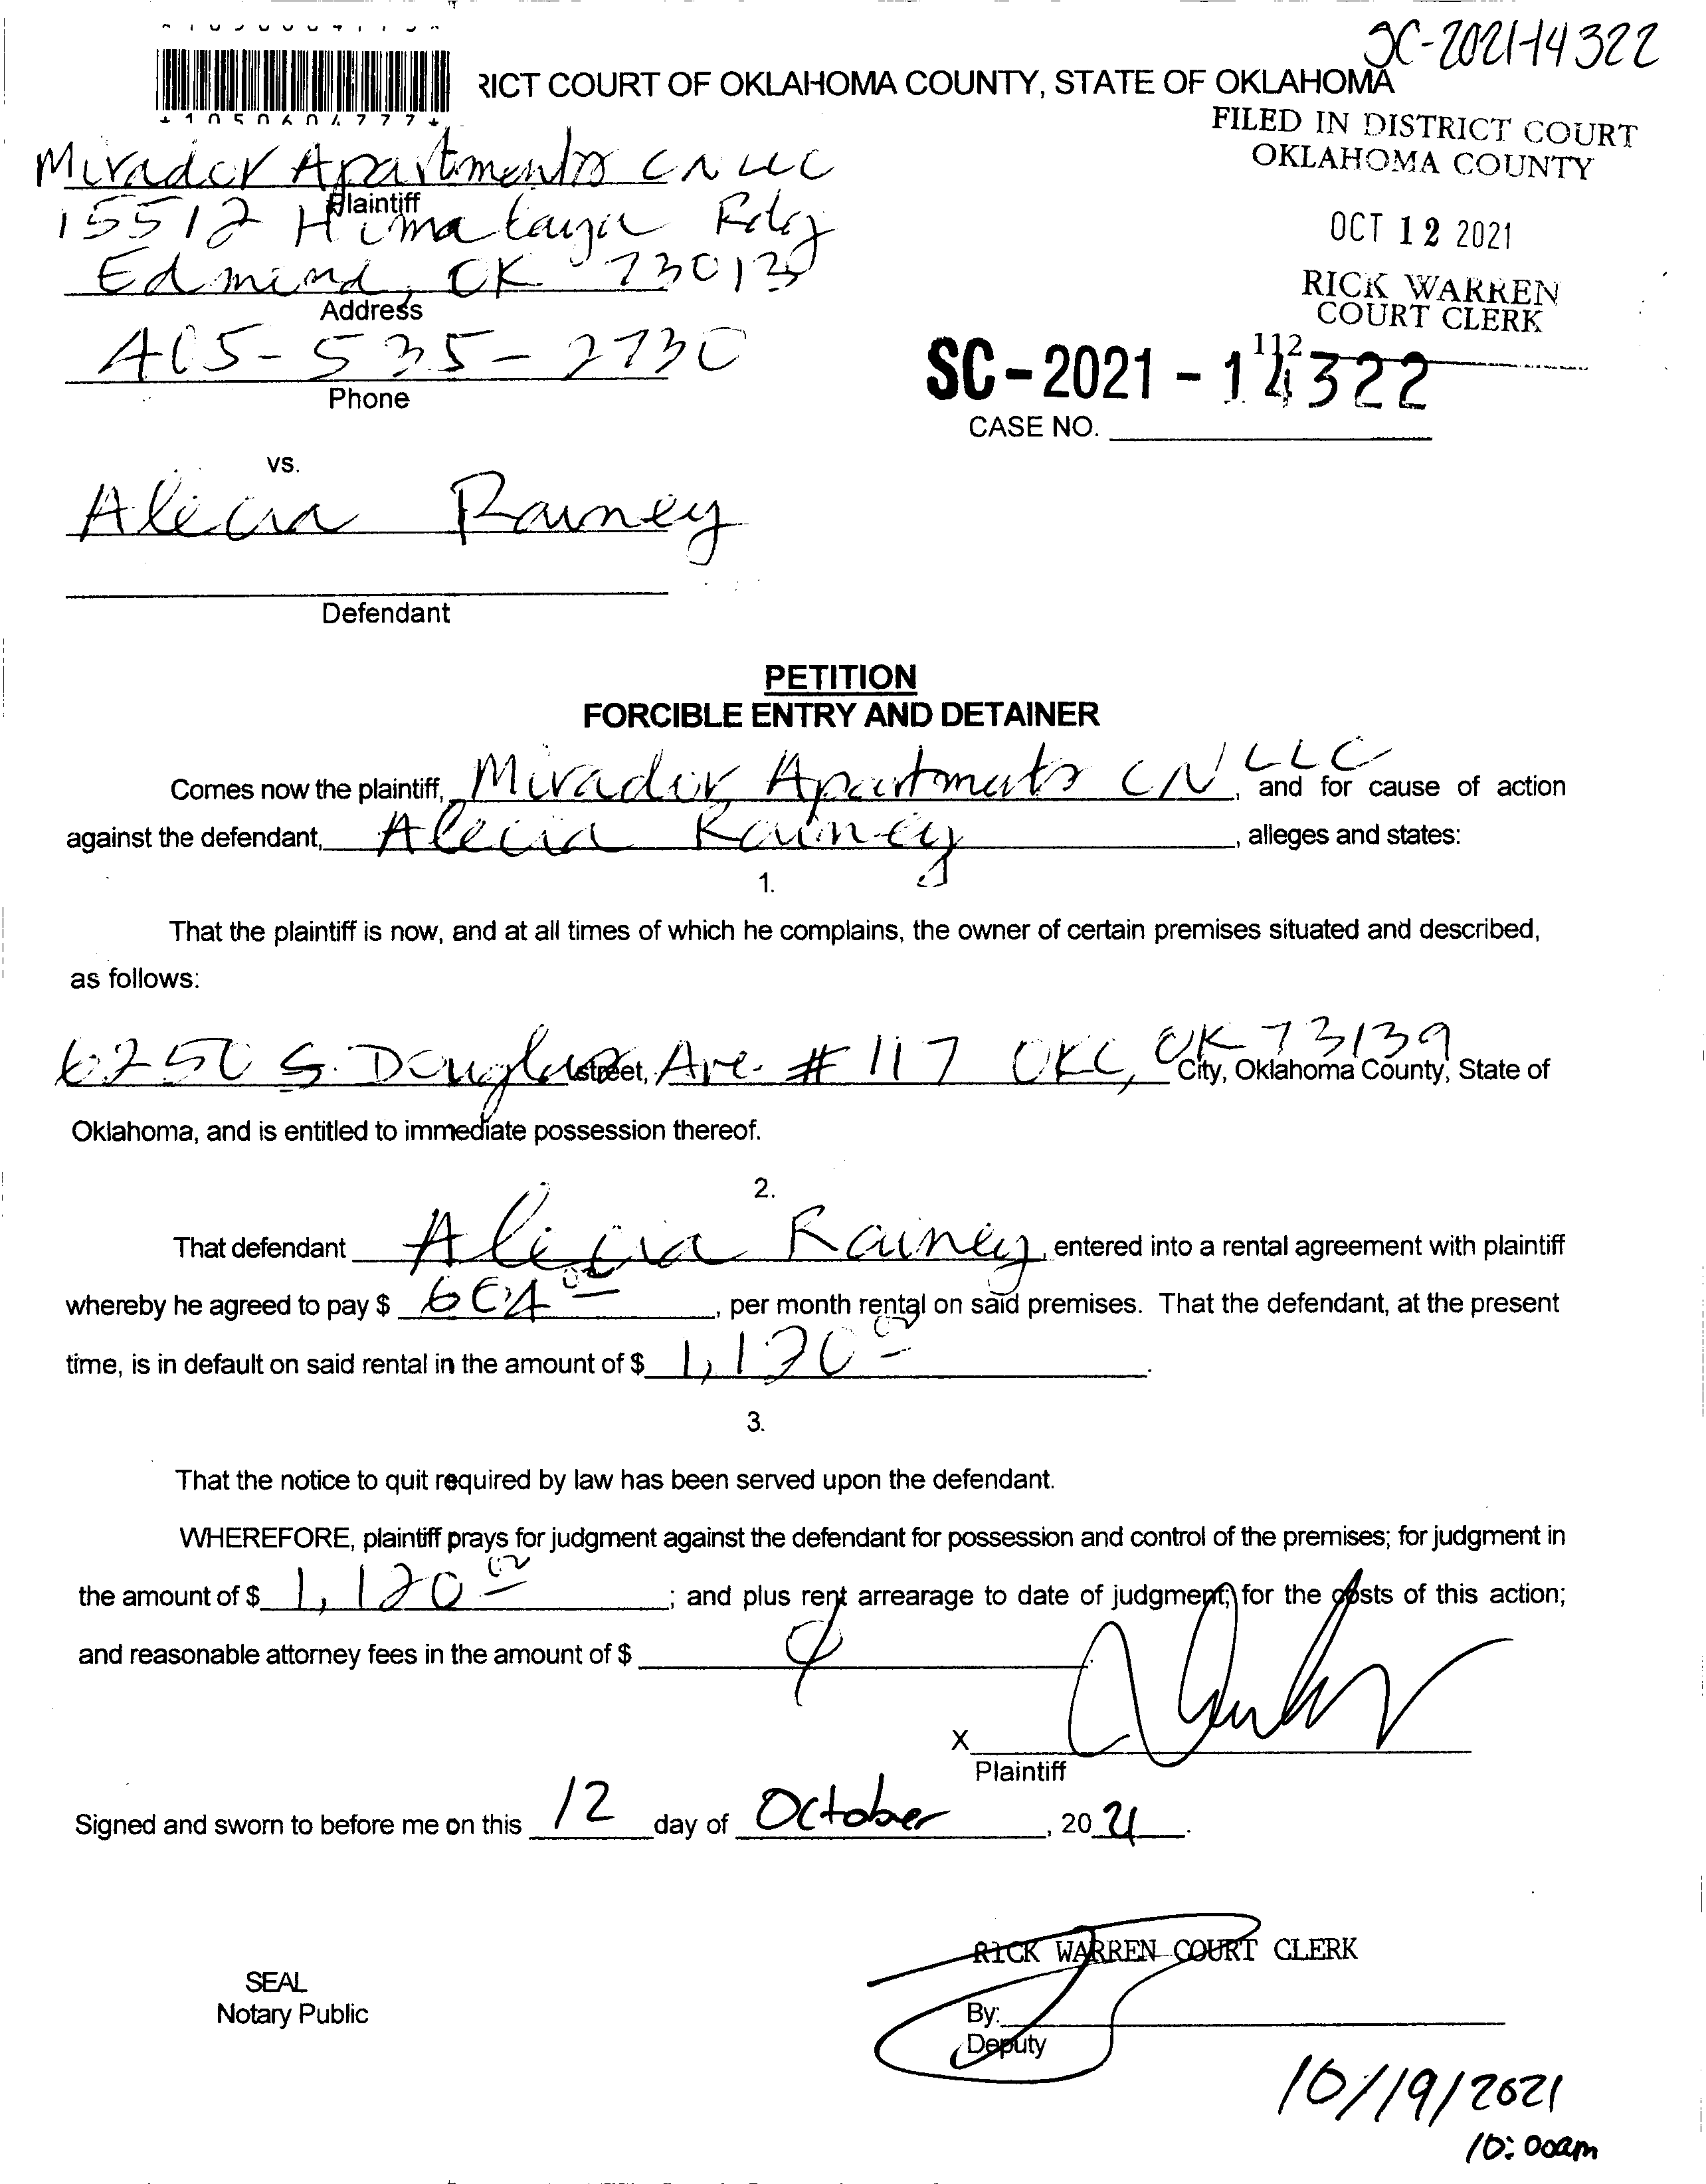 SC-2021-14322
RICT COURT OF OKLAHOMA COUNTY, STATE OF OKLAHOMA
*1050604777*
FILED IN DISTRICT COURT
OKLAHOMA COUNTY
Mirador Apartments CN LLC
Plaintiff
15512 Himalaya Rdg
OCT 12 2021
Edmond, OK 73013
Address
RICK WARREN
COURT CLERK
405-535-2730
Phone
112
SC-2021-14322
CASE NO.
vs.
Alecia Rainey
Defendant
PETITION
FORCIBLE ENTRY AND DETAINER
Comes now the plaintiff, Mirador Apartments CN LLC, and for cause of action
against the defendant, Alecia Rainey, alleges and states:
1.
That the plaintiff is now, and at all times of which he complains, the owner of certain premises situated and described,
as follows:
6250 S. Douglas street, Ave. # 117 OKC, OK 73139 City, Oklahoma County, State of
Oklahoma, and is entitled to immediate possession thereof.
2.
That defendant Alecia Rainey, entered into a rental agreement with plaintiff
whereby he agreed to pay $ 604 00, per month rental on said premises. That the defendant, at the present
time, is in default on said rental in the amount of $ 1,120 00.
3.
That the notice to quit required by law has been served upon the defendant.
WHEREFORE, plaintiff prays for judgment against the defendant for possession and control of the premises; for judgment in
the amount of $ 1,120 00; and plus rent arrearage to date of judgment; for the costs of this action;
and reasonable attorney fees in the amount of $
X
Plaintiff
Signed and sworn to before me on this 12 day of October, 2021.
RICK WARREN COURT CLERK
SEAL
Notary Public
By:
Deputy
10/19/2021
10:00am